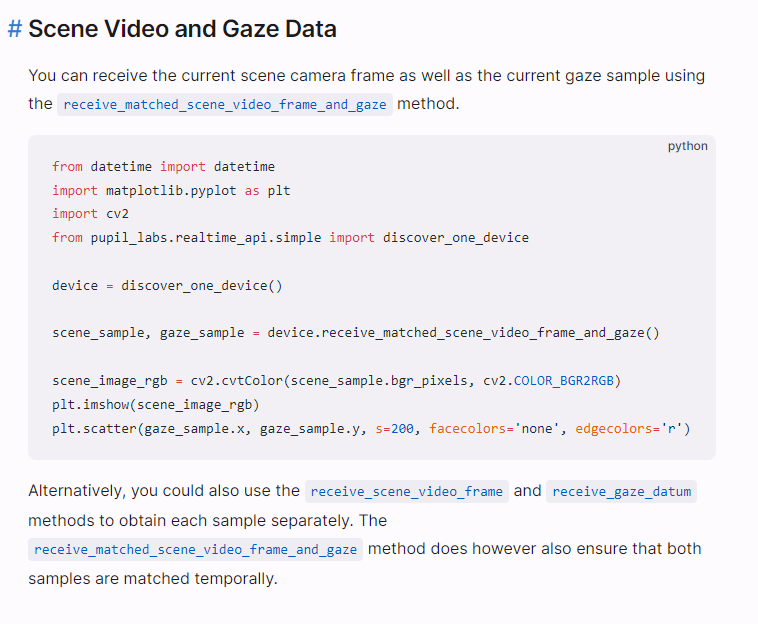 # Scene Video and Gaze Data
You can receive the current scene camera frame as well as the current gaze sample using
the receive_matched_scene_video_frame_and_gaze method.
python
from datetime import datetime
import matplotlib.pyplot as plt
import cv2
from pupil_labs.realtime_api.simple import discover_one_device

device = discover_one_device()

scene_sample, gaze_sample = device.receive_matched_scene_video_frame_and_gaze()

scene_image_rgb = cv2.cvtColor(scene_sample.bgr_pixels, cv2.COLOR_BGR2RGB)
plt.imshow(scene_image_rgb)
plt.scatter(gaze_sample.x, gaze_sample.y, s=200, facecolors='none', edgecolors='r')
Alternatively, you could also use the receive_scene_video_frame and receive_gaze_datum
methods to obtain each sample separately. The
receive_matched_scene_video_frame_and_gaze method does however also ensure that both
samples are matched temporally.